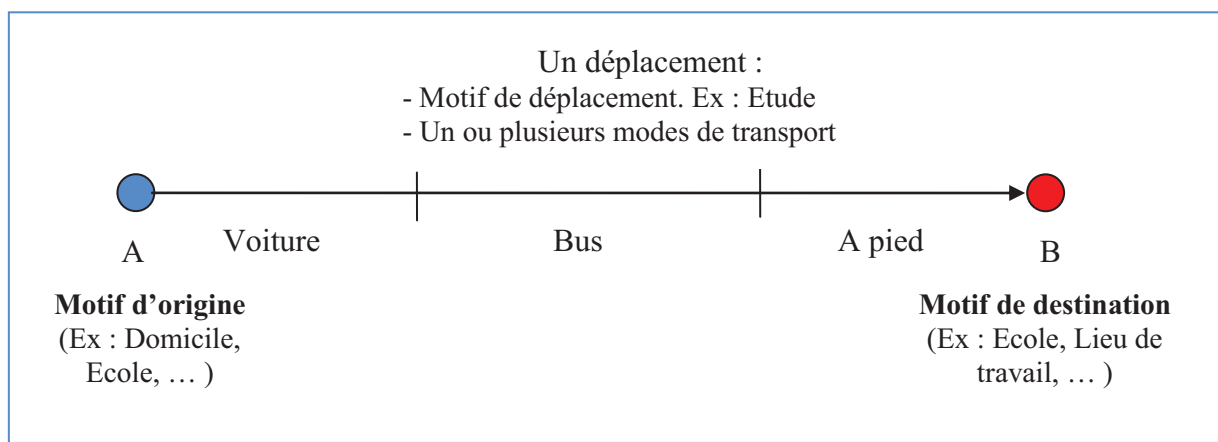 Un déplacement :
- Motif de déplacement. Ex : Etude
- Un ou plusieurs modes de transport
A
Voiture
Bus
A pied
B
Motif d’origine
(Ex : Domicile,
Ecole, … )
Motif de destination
(Ex : Ecole, Lieu de
travail, … )